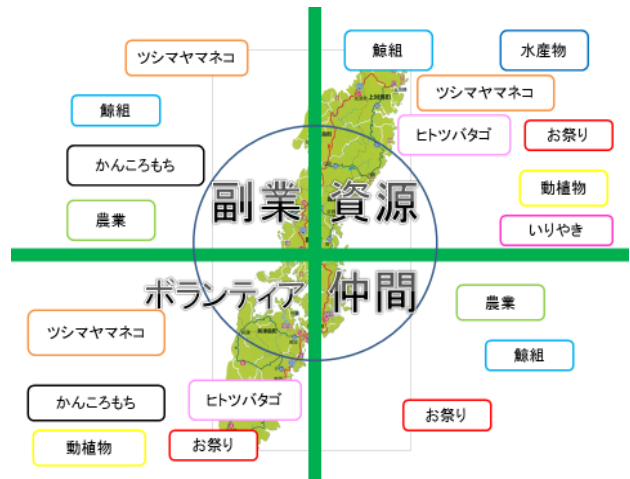 ツシマヤマネコ
鯨組
かんころもち
農業
副業
鯨組
水産物
ツシマヤマネコ
ヒトツバタゴ
お祭り
動植物
いりやき
資源
ボランティア
ツシマヤマネコ
かんころもち
ヒトツバタゴ
動植物
お祭り
仲間
農業
鯨組
お祭り